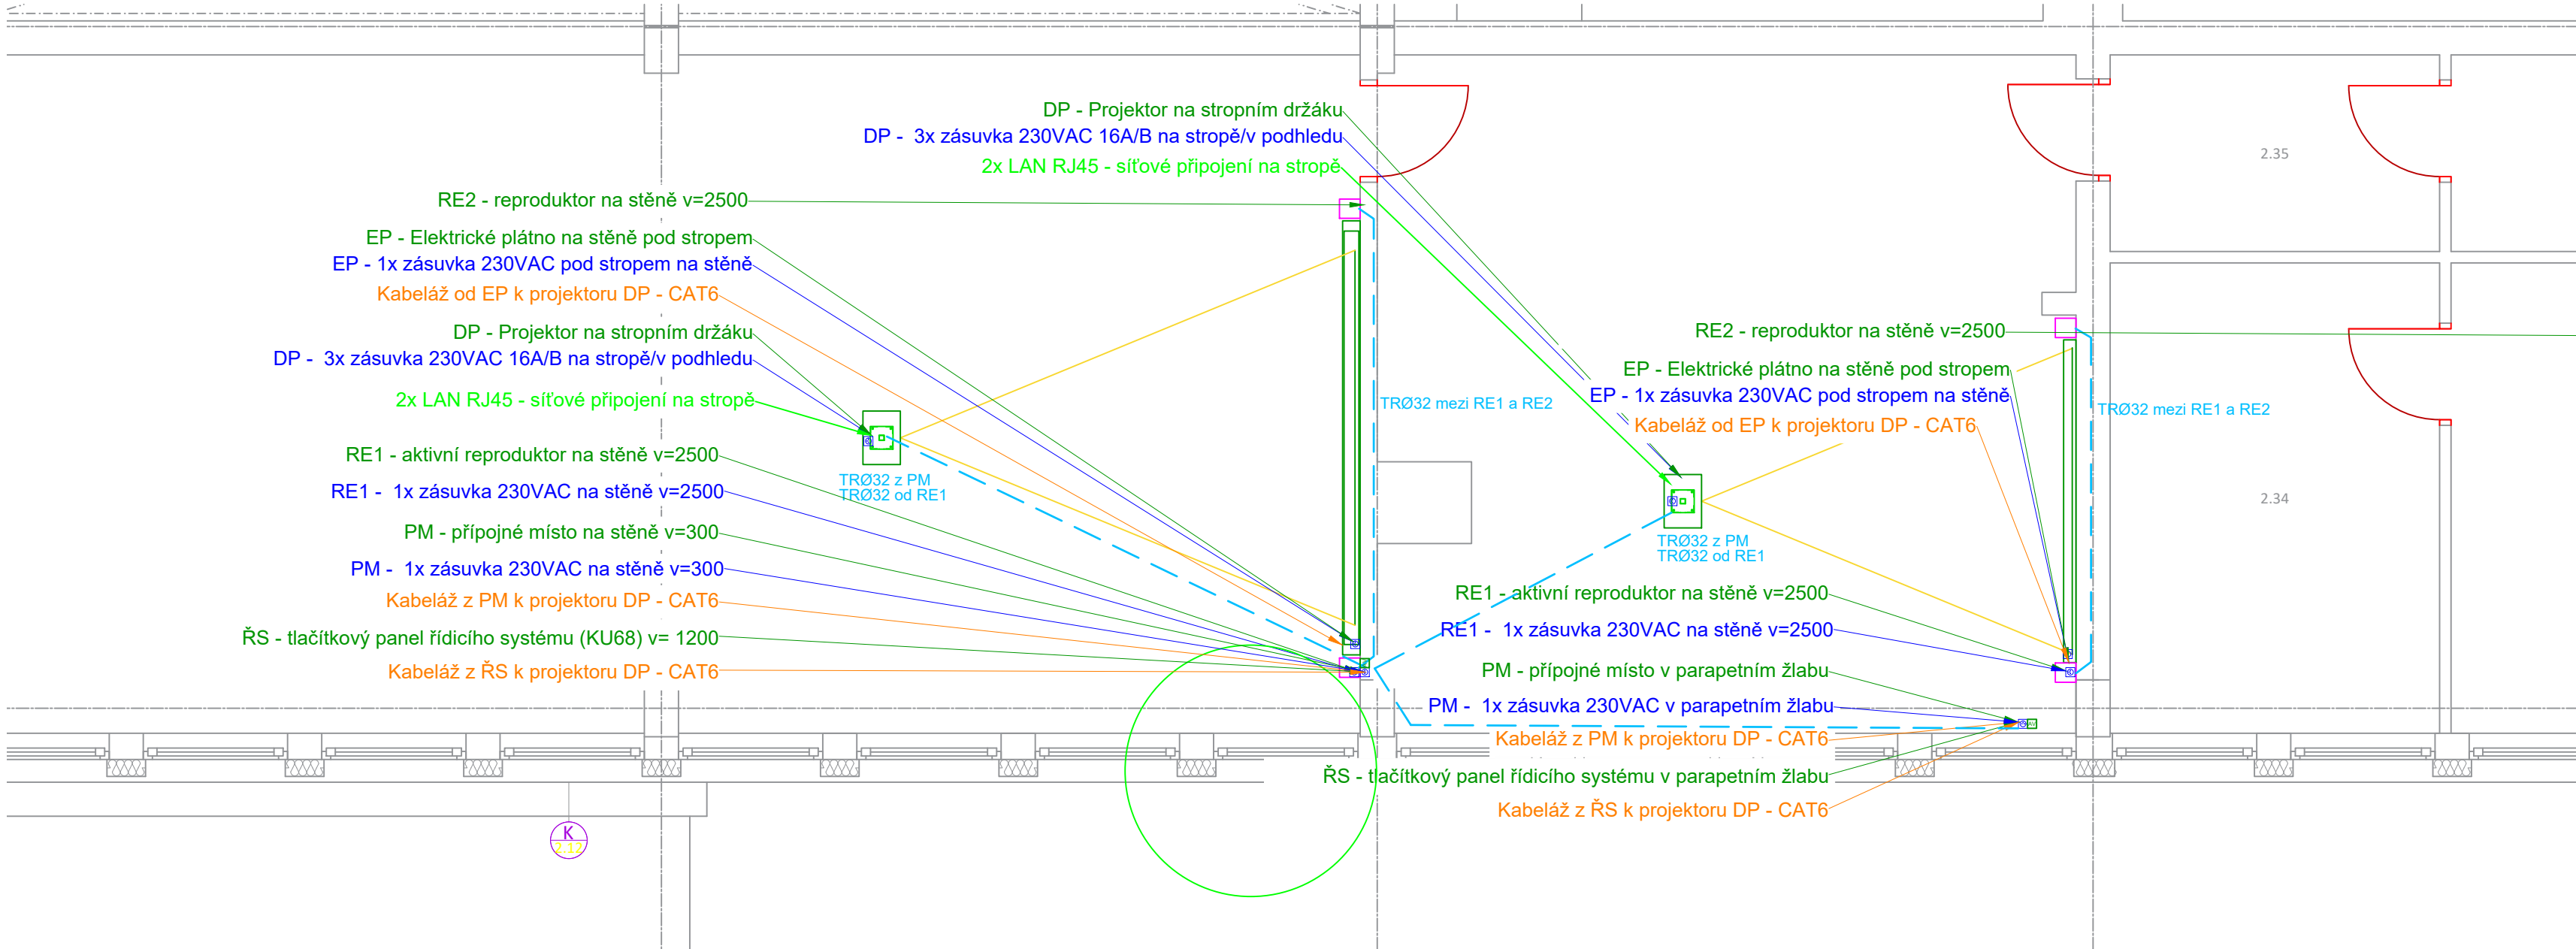 DP - Projektor na stropním držáku
DP -  3x zásuvka 230VAC 16A/B na stropě/v podhledu
2x LAN RJ45 - síťové připojení na stropě
2.35
RE2 - reproduktor na stěně v=2500
EP - Elektrické plátno na stěně pod stropem
EP - 1x zásuvka 230VAC pod stropem na stěně
Kabeláž od EP k projektoru DP - CAT6
DP - Projektor na stropním držáku
DP -  3x zásuvka 230VAC 16A/B na stropě/v podhledu
2x LAN RJ45 - síťové připojení na stropě
TRØ32 z PM
TRØ32 od RE1
RE1 - aktivní reproduktor na stěně v=2500
RE1 -  1x zásuvka 230VAC na stěně v=2500
PM - přípojné místo na stěně v=300
PM -  1x zásuvka 230VAC na stěně v=300
Kabeláž z PM k projektoru DP - CAT6
ŘS - tlačítkový panel řídicího systému (KU68) v= 1200
Kabeláž z ŘS k projektoru DP - CAT6
TRØ32 mezi RE1 a RE2
RE2 - reproduktor na stěně v=2500
EP - Elektrické plátno na stěně pod stropem
EP - 1x zásuvka 230VAC pod stropem na stěně
Kabeláž od EP k projektoru DP - CAT6
TRØ32 mezi RE1 a RE2
2.34
TRØ32 z PM
TRØ32 od RE1
RE1 - aktivní reproduktor na stěně v=2500
RE1 -  1x zásuvka 230VAC na stěně v=2500
PM - přípojné místo v parapetním žlabu
PM -  1x zásuvka 230VAC v parapetním žlabu
Kabeláž z PM k projektoru DP - CAT6
ŘS - tlačítkový panel řídicího systému v parapetním žlabu
Kabeláž z ŘS k projektoru DP - CAT6
K
2.12